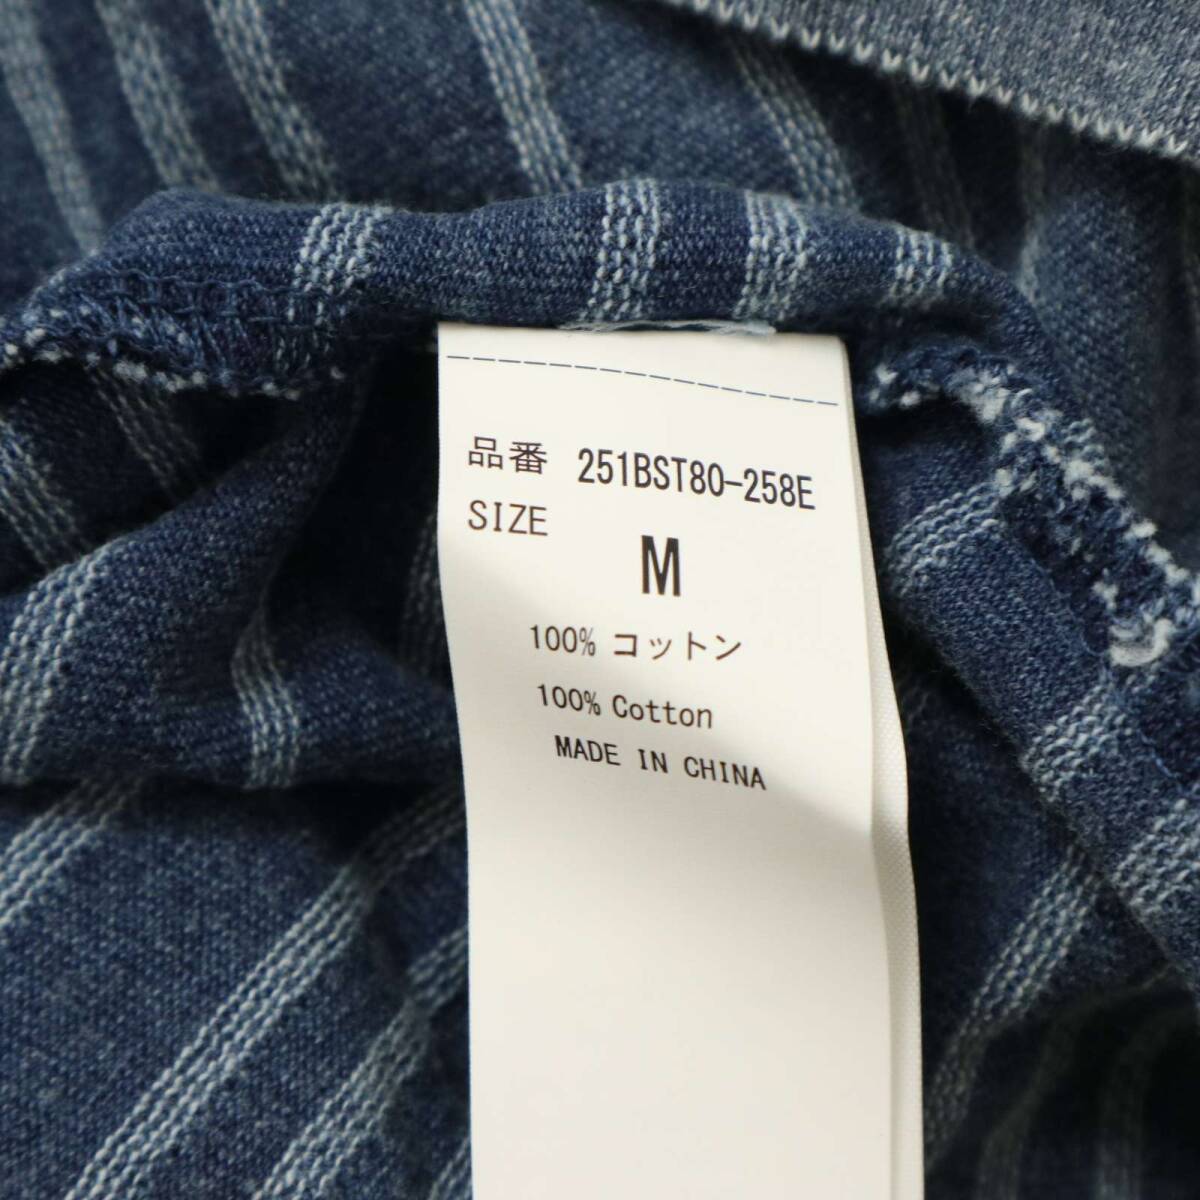 品番 251BST80-258E
SIZE
M
100% コットン
100% Cotton
MADE IN CHINA